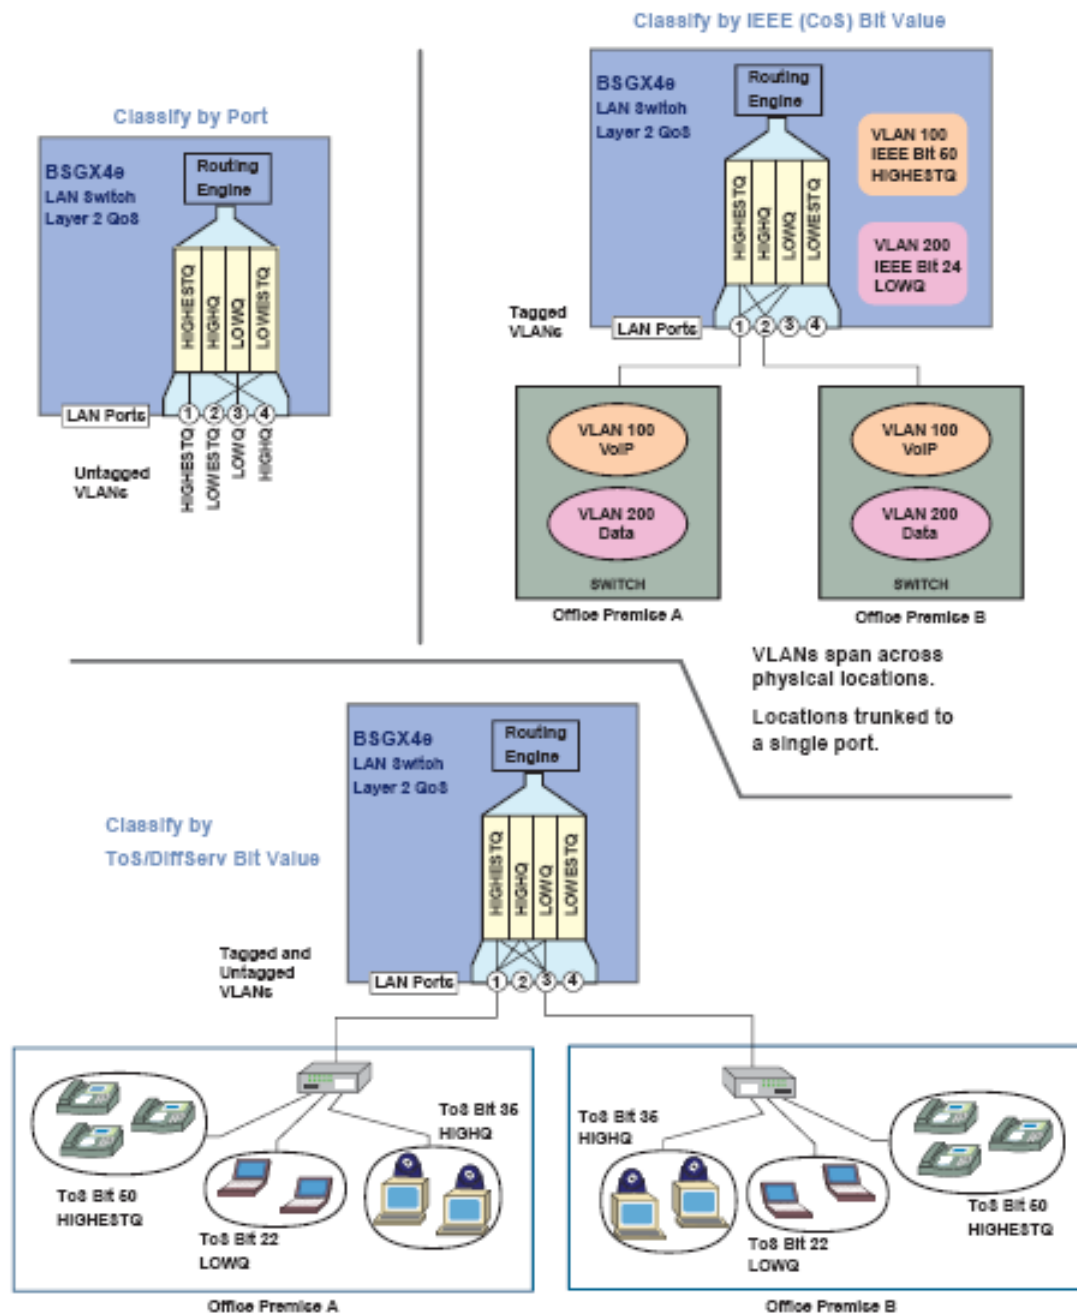 Classify by IEEE (CoS) Bit Value
BSGX4e
LAN Switch
Layer 2 QoS
Routing
Engine
VLAN 100
IEEE Bit 50
HIGHESTQ
VLAN 200
IEEE Bit 24
LOWQ
HIGHESTQ
HIGHQ
LOWQ
LOWESTQ
Tagged
VLANs
LAN Ports
1 2 3 4
VLAN 100
VoIP
VLAN 200
Data
SWITCH
Office Premise A
VLAN 100
VoIP
VLAN 200
Data
SWITCH
Office Premise B
VLANs span across
physical locations.
Locations trunked to
a single port.
Classify by Port
BSGX4e
LAN Switch
Layer 2 QoS
Routing
Engine
HIGHESTQ
HIGHQ
LOWQ
LOWESTQ
LAN Ports
1 2 3 4
Untagged
VLANs
HIGHESTQ
LOWESTQ
LOWQ
HIGHQ
Classify by
ToS/DiffServ Bit Value
BSGX4e
LAN Switch
Layer 2 QoS
Routing
Engine
HIGHESTQ
HIGHQ
LOWQ
LOWESTQ
Tagged and
Untagged
VLANs
LAN Ports
1 2 3 4
ToS Bit 50
HIGHESTQ
ToS Bit 22
LOWQ
ToS Bit 36
HIGHQ
Office Premise A
ToS Bit 36
HIGHQ
ToS Bit 22
LOWQ
ToS Bit 50
HIGHESTQ
Office Premise B